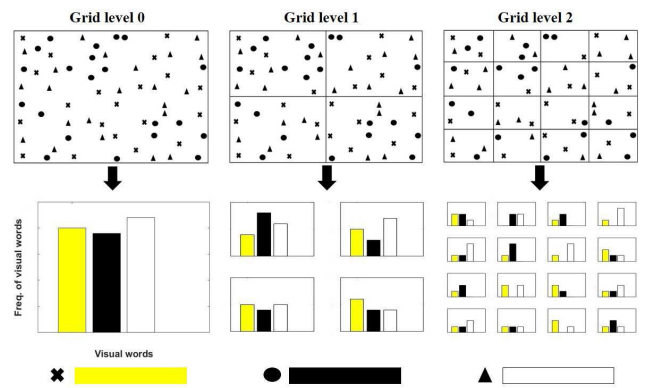 Grid level 0
Grid level 1
Grid level 2
Freq. of visual words
Visual words